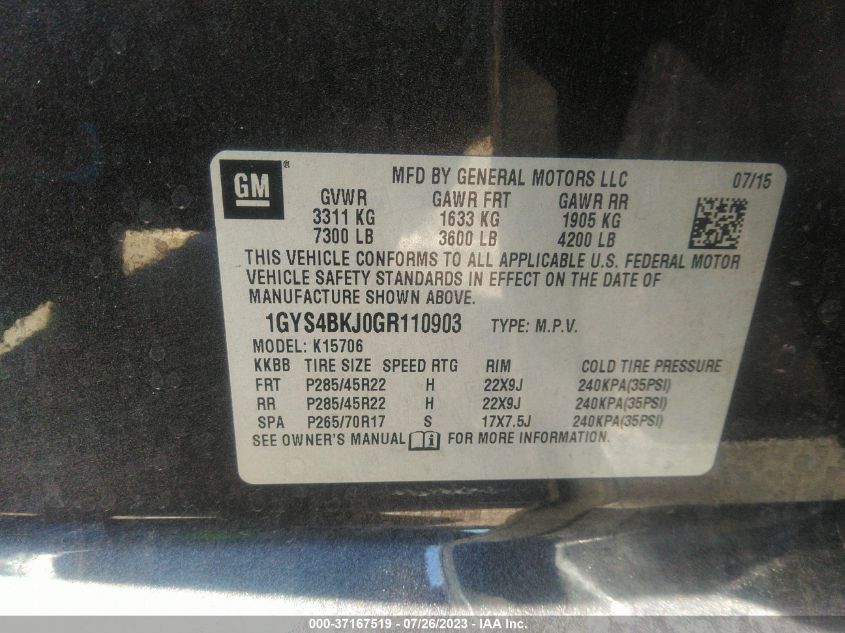 GM ®
MFD BY GENERAL MOTORS LLC 07/15
GVWR GAWR FRT GAWR RR
3311 KG 1633 KG 1905 KG
7300 LB 3600 LB 4200 LB
THIS VEHICLE CONFORMS TO ALL APPLICABLE U.S. FEDERAL MOTOR
VEHICLE SAFETY STANDARDS IN EFFECT ON THE DATE OF
MANUFACTURE SHOWN ABOVE.
1GYS4BKJ0GR110903 TYPE: M.P.V.
MODEL: K15706
KKBB TIRE SIZE SPEED RTG RIM COLD TIRE PRESSURE
FRT P285/45R22 H 22X9J 240KPA(35PSI)
RR P285/45R22 H 22X9J 240KPA(35PSI)
SPA P265/70R17 S 17X7.5J 240KPA(35PSI)
SEE OWNER'S MANUAL FOR MORE INFORMATION.
000-37167519 - 07/26/2023 - www.iaai.com